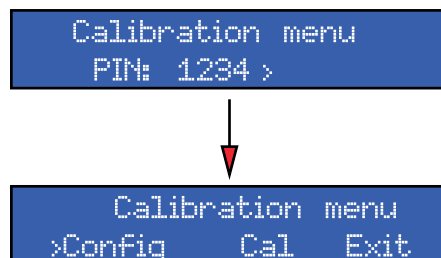 Calibration menu
PIN: 1234 >
Calibration menu
>Config Cal Exit